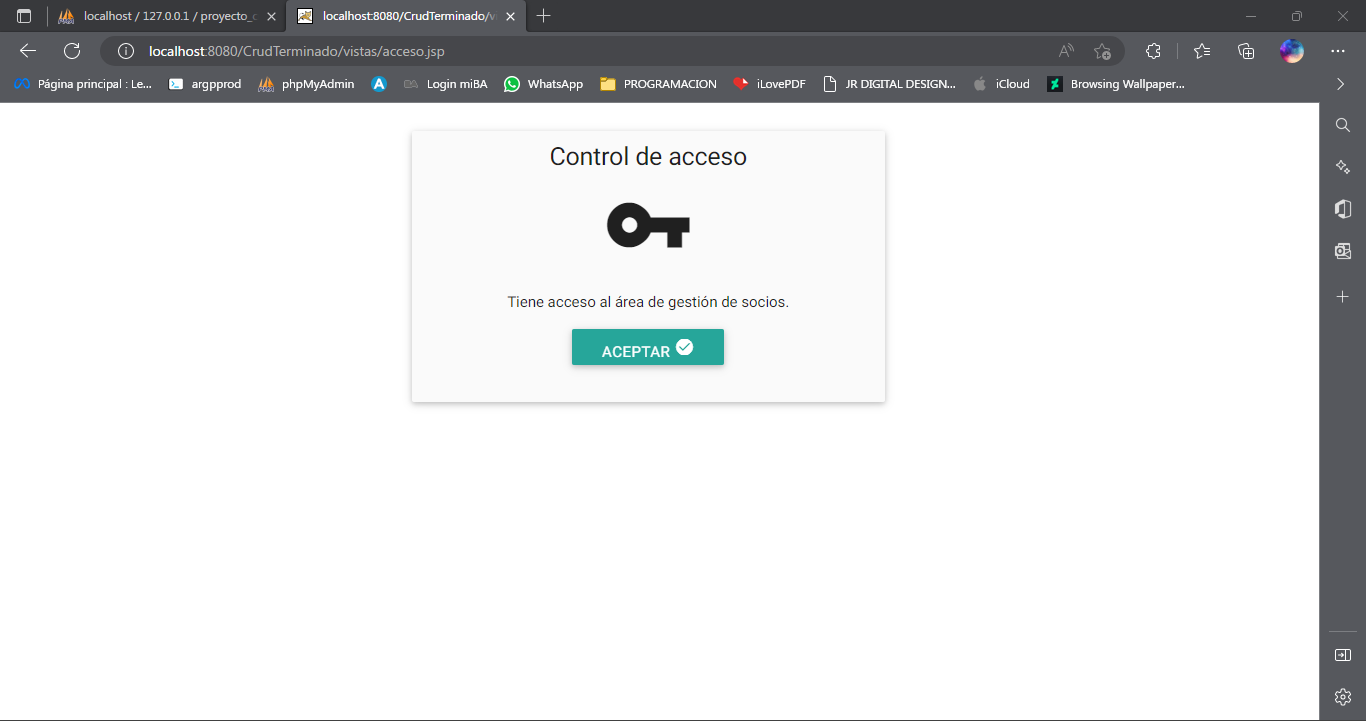 localhost / 127.0.0.1 / proyecto_c
localhost:8080/CrudTerminado/vi
localhost:8080/CrudTerminado/vistas/acceso.jsp
Página principal : Le... argpprod phpMyAdmin Login miBA WhatsApp PROGRAMACION iLovePDF JR DIGITAL DESIGN... iCloud Browsing Wallpaper...
Control de acceso
Tiene acceso al área de gestión de socios.
ACEPTAR